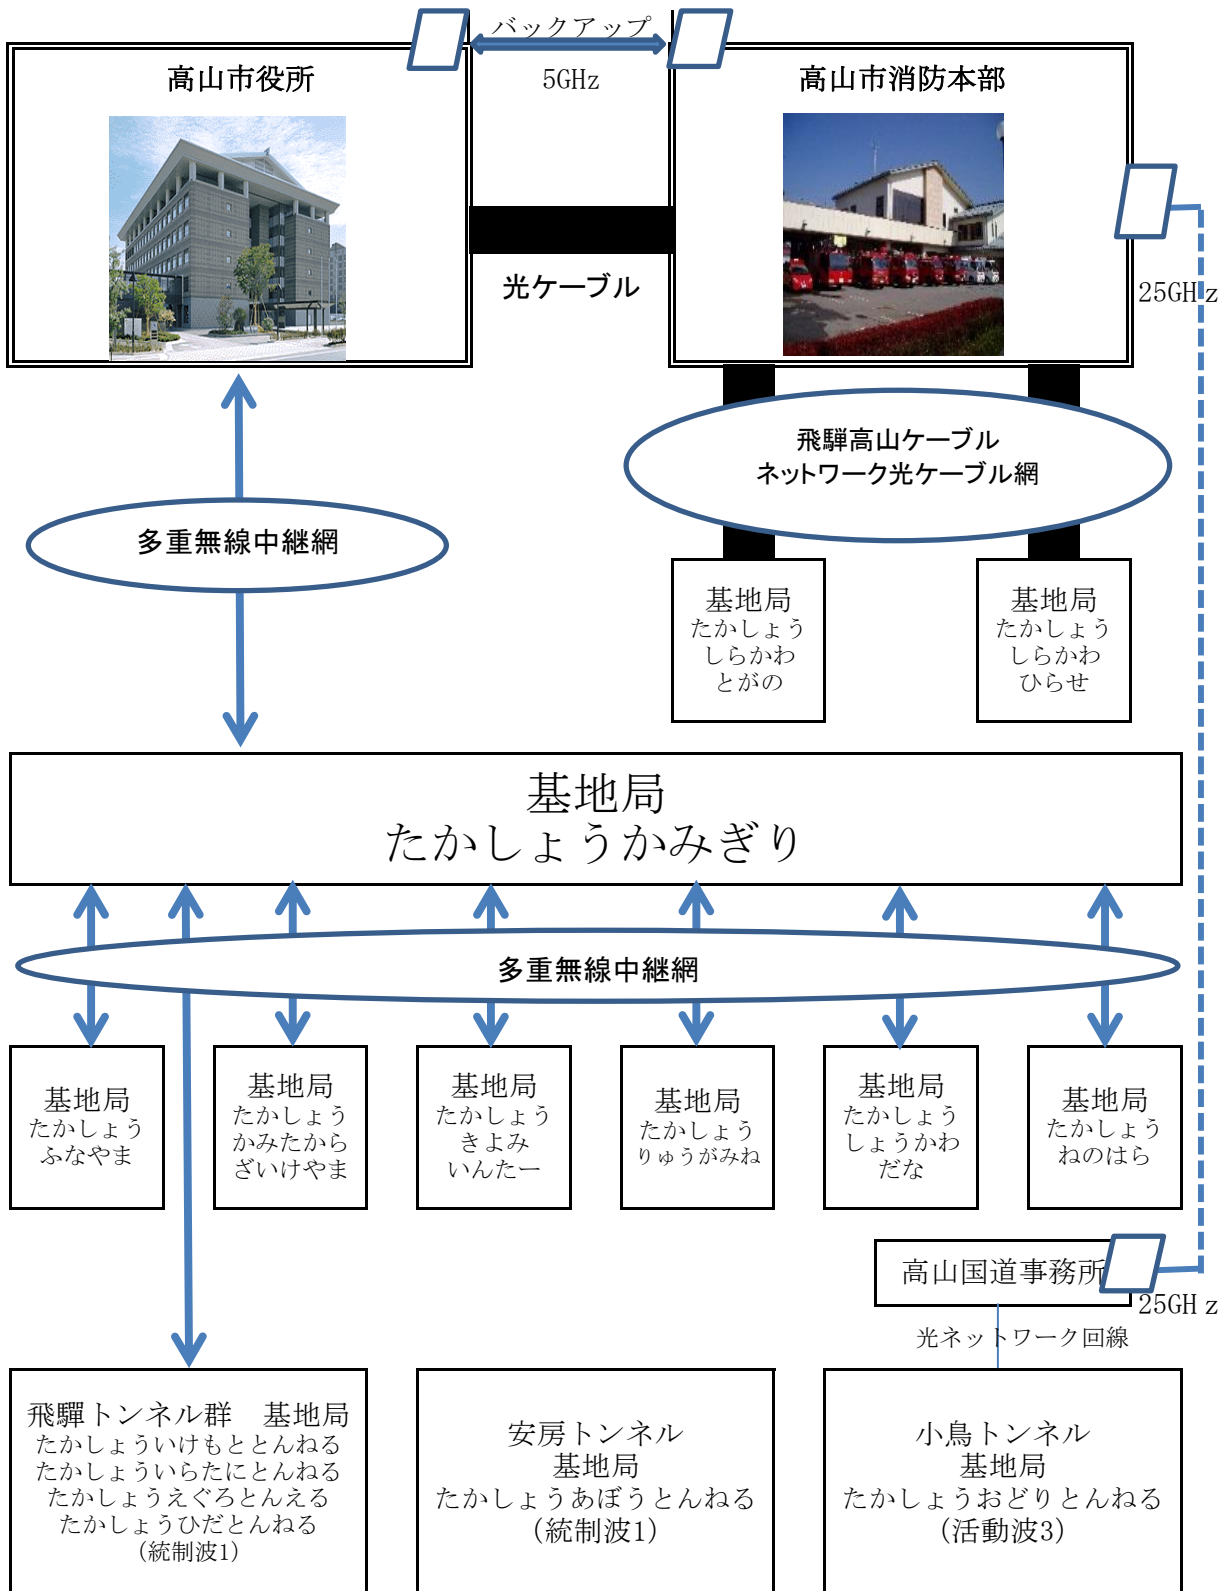 バックアップ
5GHz
高山市役所
高山市消防本部
光ケーブル
25GHz
飛騨高山ケーブル
ネットワーク光ケーブル網
多重無線中継網
基地局
たかしょう
しらかわ
とがの
基地局
たかしょう
しらかわ
ひらせ
基地局
たかしょうかみぎり
多重無線中継網
基地局
たかしょう
ふなやま
基地局
たかしょう
かみたから
ざいけやま
基地局
たかしょう
きよみ
いんたー
基地局
たかしょう
りゅうがみね
基地局
たかしょう
しょうかわ
だな
基地局
たかしょう
ねのはら
高山国道事務所
25GHz
光ネットワーク回線
飛驒トンネル群　基地局
たかしょういけもととんねる
たかしょういらたにとんねる
たかしょうえぐろとんえる
たかしょうひだとんねる
（統制波1）
安房トンネル
基地局
たかしょうあぼうとんねる
（統制波1）
小鳥トンネル
基地局
たかしょうおどりとんねる
（活動波3）